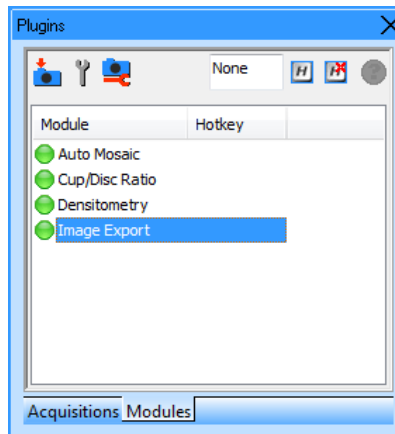 Plugins
None H H
Module Hotkey
Auto Mosaic
Cup/Disc Ratio
Densitometry
Image Export
Acquisitions Modules